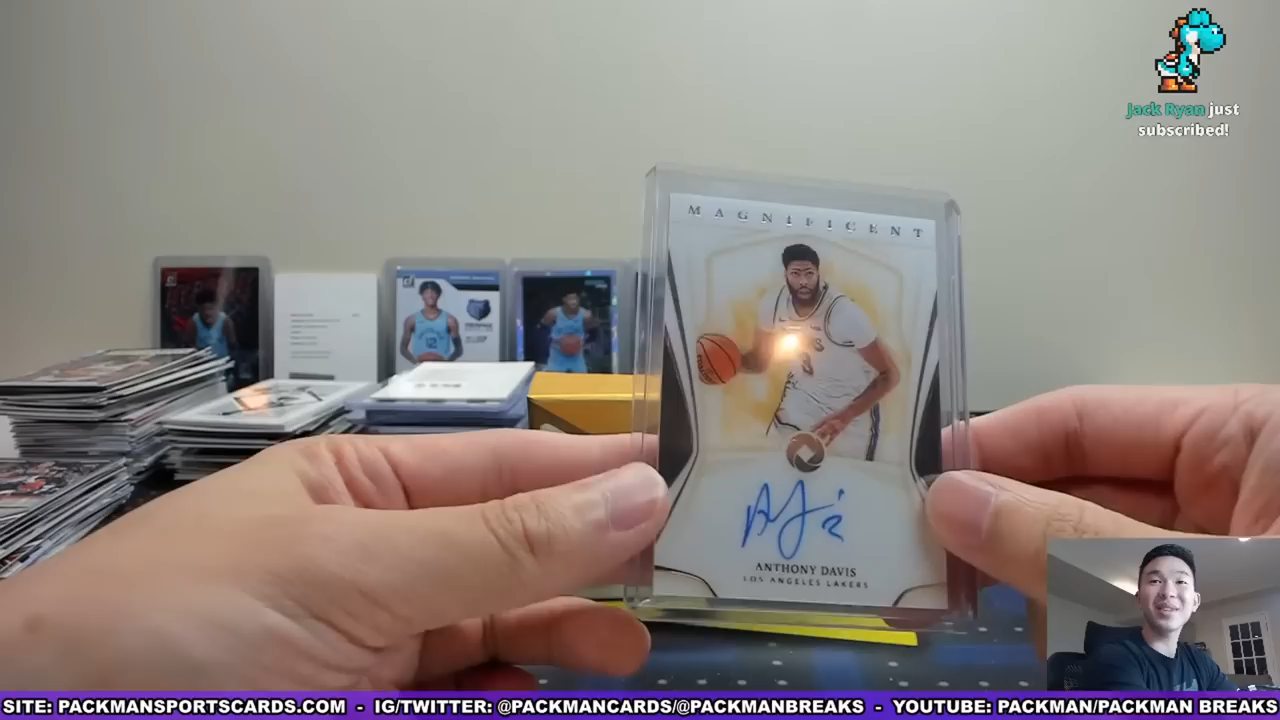 Jack Ryan just
subscribed!
MAGNIFICENT
ANTHONY DAVIS
LOS ANGELES LAKERS
12
SITE: PACKMANSPORTSCARDS.COM - IG/TWITTER: @PACKMANCARDS/@PACKMANBREAKS - YOUTUBE: PACKMAN/PACKMAN BREAKS